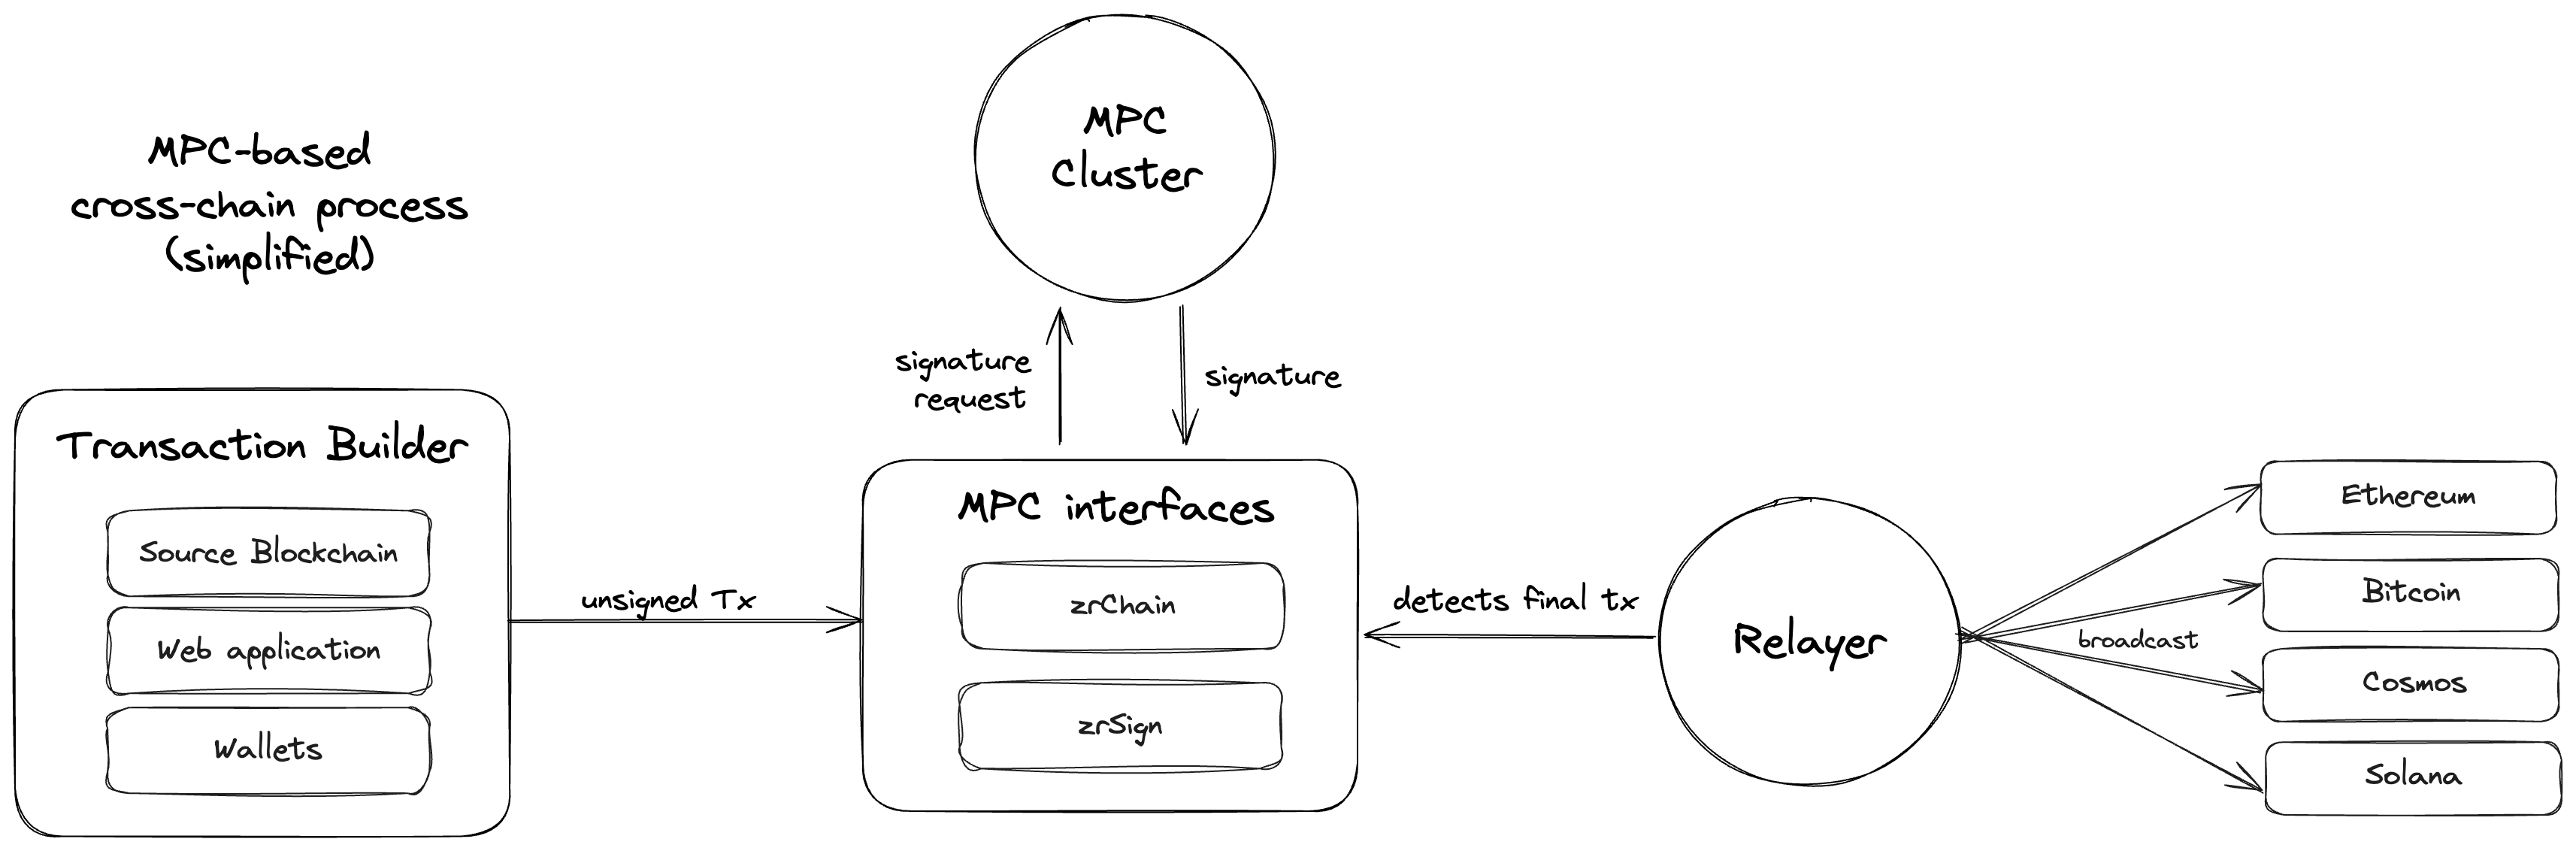 MPC-based
cross-chain process
(simplified)
MPC
Cluster
signature
request
signature
Transaction Builder
Source Blockchain
Web application
Wallets
unsigned Tx
MPC interfaces
zrChain
zrSign
detects final tx
Relayer
broadcast
Ethereum
Bitcoin
Cosmos
Solana